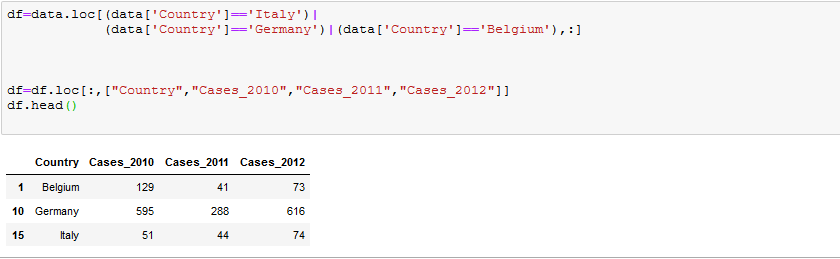 df=data.loc[(data['Country']=='Italy')|
(data['Country']=='Germany')|(data['Country']=='Belgium'),:]
df=df.loc[:,["Country","Cases_2010","Cases_2011","Cases_2012"]]
df.head()
Country Cases_2010 Cases_2011 Cases_2012
1 Belgium 129 41 73
10 Germany 595 288 616
15 Italy 51 44 74